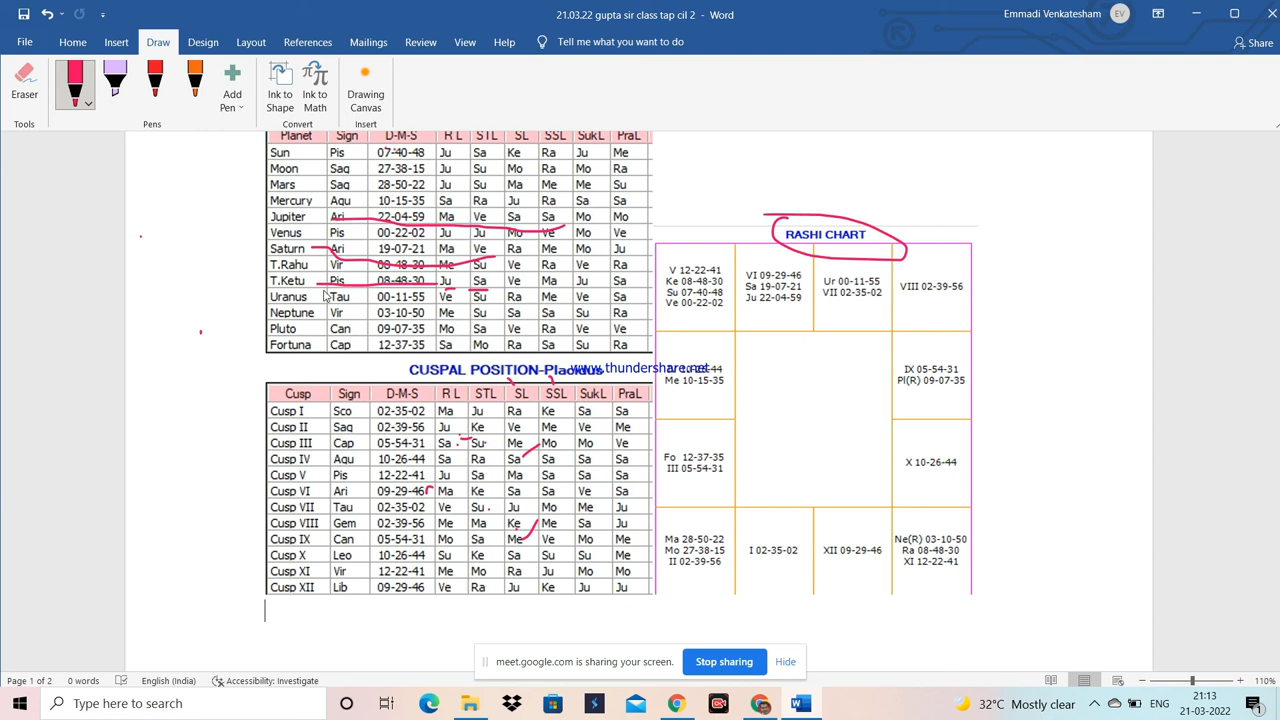 21.03.22 gupta sir class tap cil 2 - Word
Emmadi Venkatesham EV
File Home Insert Draw Design Layout References Mailings Review View Help Tell me what you want to do Share
Eraser
Add Pen
Ink to Shape
Ink to Math
Drawing Canvas
Tools Pens Convert Insert
Planet Sign D-M-S R L STL SL SSL SukL PraL
Sun Pis 07-40-48 Ju Sa Ke Ra Ju Me
Moon Sag 27-38-15 Ju Su Mo Ra Mo Ra
Mars Sag 28-50-22 Ju Su Ma Me Me Su
Mercury Aqu 10-15-35 Sa Ra Ju Ra Sa Sa
Jupiter Ari 22-04-59 Ma Ve Sa Sa Mo Mo
Venus Pis 00-22-02 Ju Ju Mo Ve Mo Ve
Saturn Ari 19-07-21 Ma Ve Ra Me Mo Ju
T.Rahu Vir 08-48-30 Me Su Ve Ra Ve Ra
T.Ketu Pis 08-48-30 Ju Sa Ve Ma Ju Sa
Uranus Tau 00-11-55 Ve Su Ra Me Ve Sa
Neptune Vir 03-10-50 Me Su Sa Sa Su Ra
Pluto Can 09-07-35 Mo Sa Ve Ra Ve Ve
Fortuna Cap 12-37-35 Sa Mo Ra Sa Su Ra
CUSPAL POSITION-Placidus
www.thundershare.net
Cusp Sign D-M-S R L STL SL SSL SukL PraL
Cusp I Sco 02-35-02 Ma Ju Ra Ke Sa Sa
Cusp II Sag 02-39-56 Ju Ke Ve Me Ve Me
Cusp III Cap 05-54-31 Sa Su Me Mo Mo Ve
Cusp IV Aqu 10-26-44 Sa Ra Sa Sa Sa Sa
Cusp V Pis 12-22-41 Ju Sa Ma Sa Sa Sa
Cusp VI Ari 09-29-46 Ma Ke Sa Sa Ve Sa
Cusp VII Tau 02-35-02 Ve Su Ju Mo Me Ju
Cusp VIII Gem 02-39-56 Me Ma Ke Me Sa Ju
Cusp IX Can 05-54-31 Mo Sa Me Ve Mo Me
Cusp X Leo 10-26-44 Su Ke Sa Su Su Me
Cusp XI Vir 12-22-41 Me Mo Ra Ju Mo Mo
Cusp XII Lib 09-29-46 Ve Ra Ju Ke Ju Ju
RASHI CHART
V 12-22-41
Ke 08-48-30
Su 07-40-48
Ve 00-22-02
VI 09-29-46
Sa 19-07-21
Ju 22-04-59
Ur 00-11-55
VII 02-35-02
VIII 02-39-56
IV 10-26-44
Me 10-15-35
IX 05-54-31
Pl(R) 09-07-35
Fo 12-37-35
III 05-54-31
X 10-26-44
Ma 28-50-22
Mo 27-38-15
II 02-39-56
I 02-35-02
XII 09-29-46
Ne(R) 03-10-50
Ra 08-48-30
XI 12-22-41
meet.google.com is sharing your screen. Stop sharing Hide
Page 1 of 2 0 words English (India) Accessibility: Investigate 110%
Type here to search 32°C Mostly clear ENG 21:13
21-03-2022